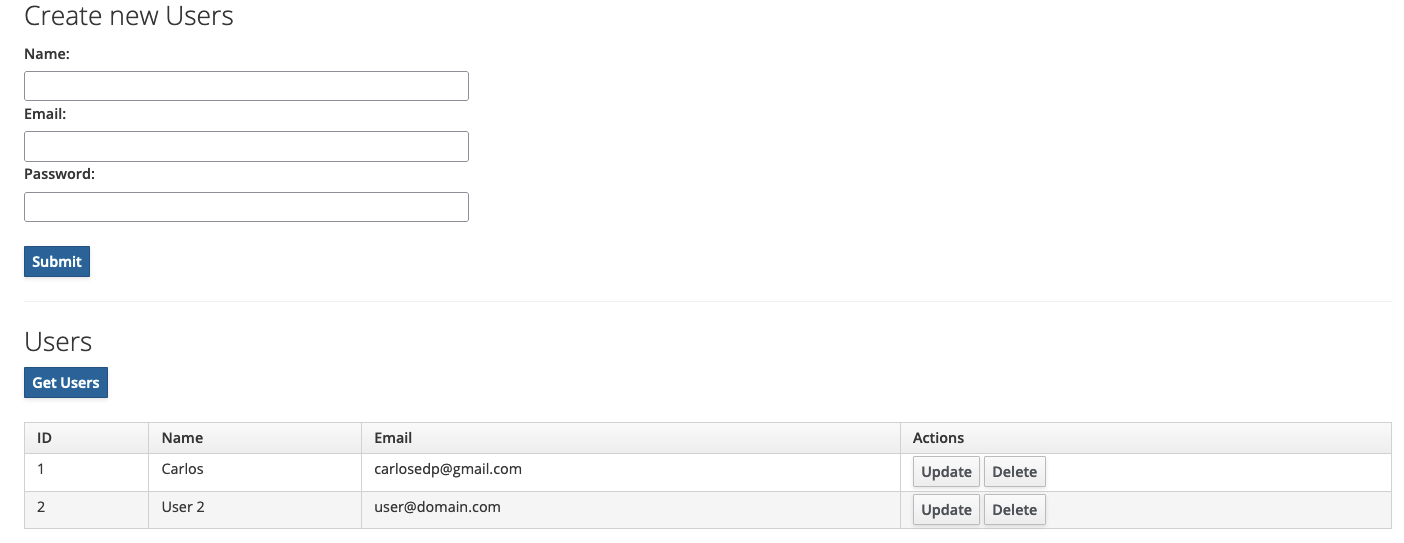 Create new Users
Name:
Email:
Password:
Submit
Users
Get Users
ID Name Email Actions
1 Carlos carlosedp@gmail.com Update Delete
2 User 2 user@domain.com Update Delete